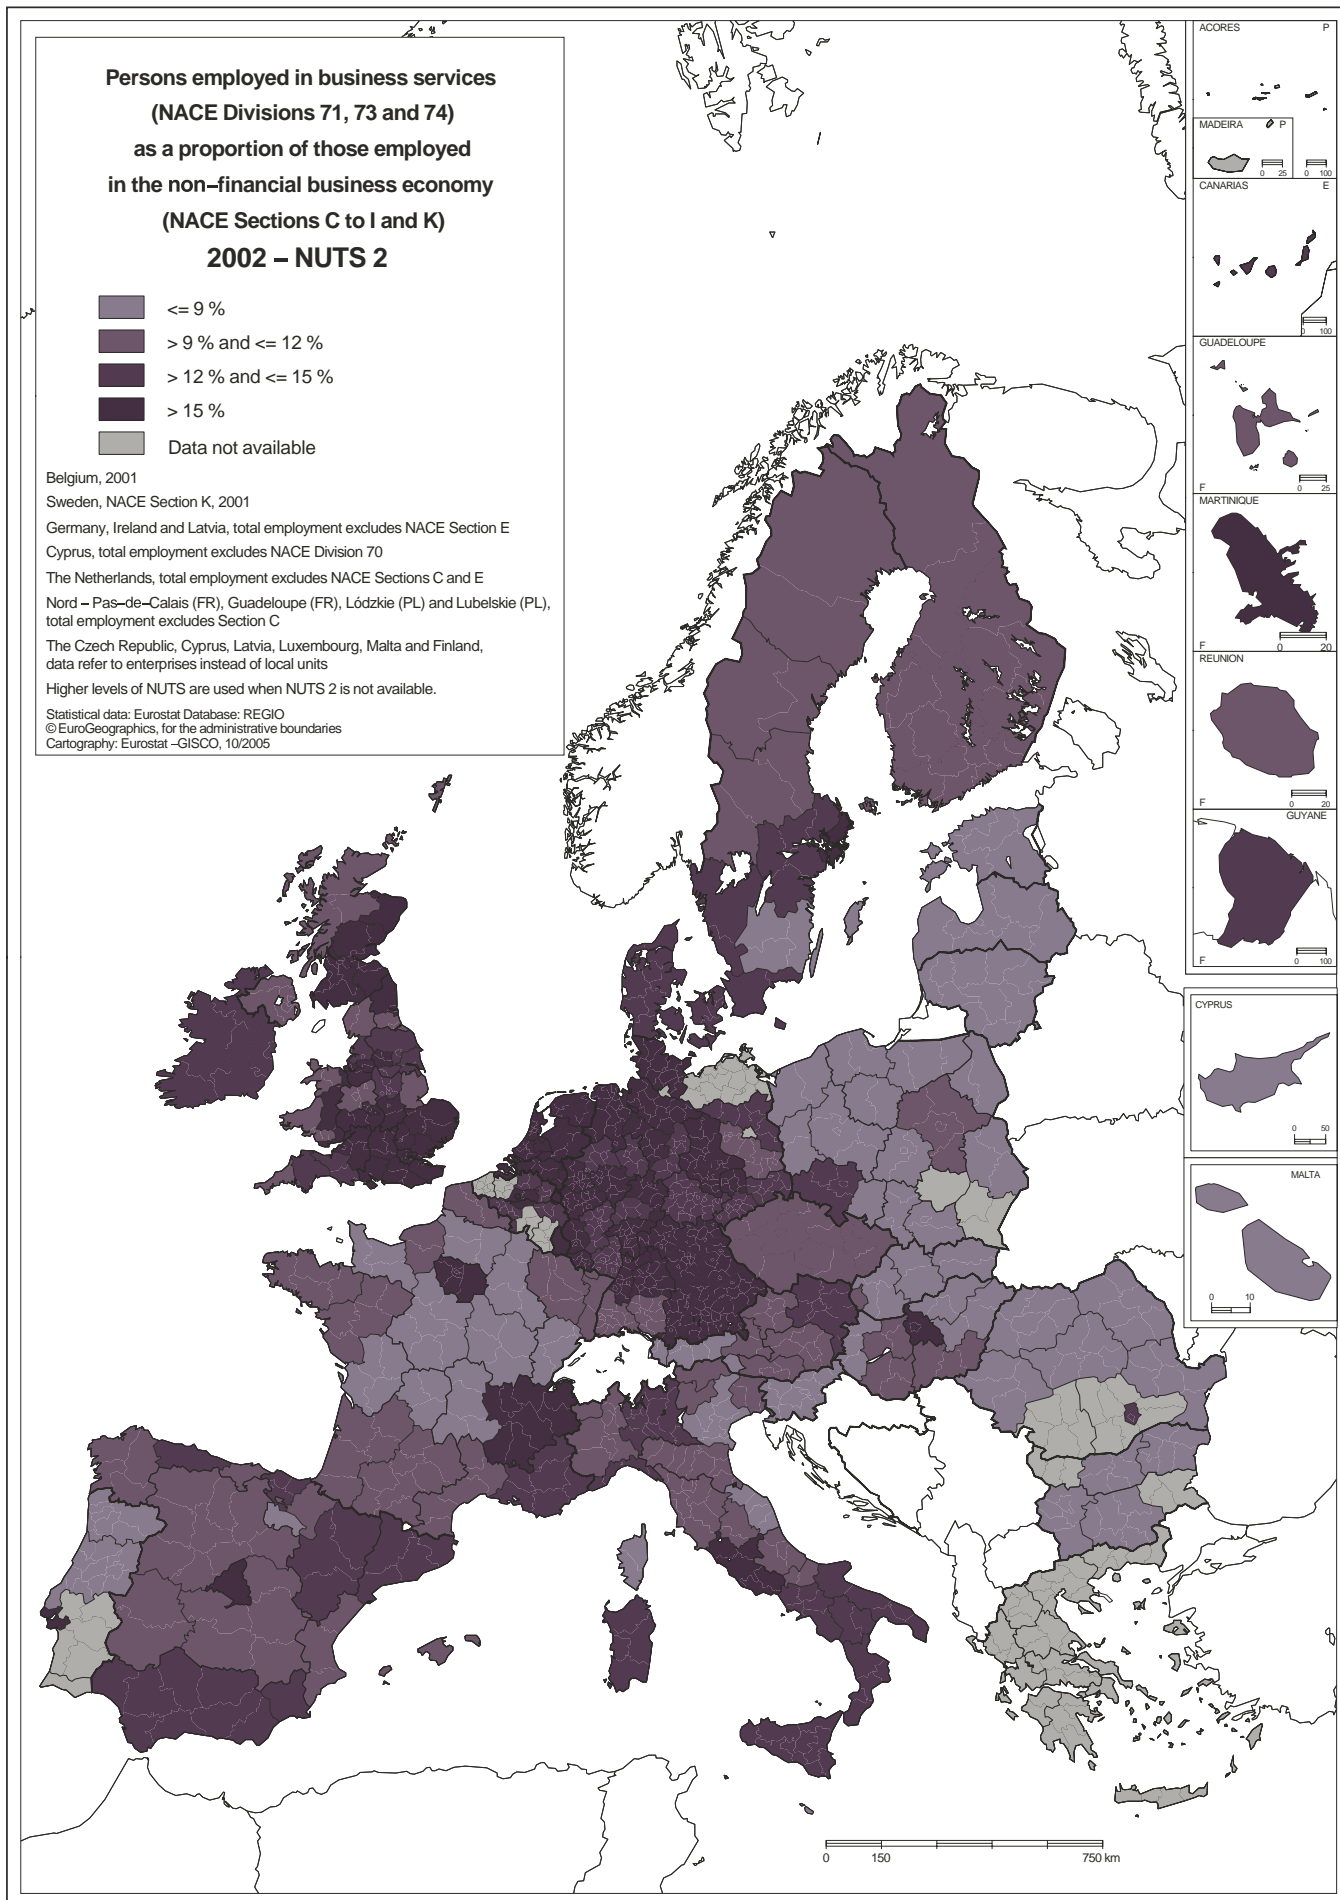 Persons employed in business services
(NACE Divisions 71, 73 and 74)
as a proportion of those employed
in the non–financial business economy
(NACE Sections C to I and K)
2002 – NUTS 2
<= 9 %
> 9 % and <= 12 %
> 12 % and <= 15 %
> 15 %
Data not available
Belgium, 2001
Sweden, NACE Section K, 2001
Germany, Ireland and Latvia, total employment excludes NACE Section E
Cyprus, total employment excludes NACE Division 70
The Netherlands, total employment excludes NACE Sections C and E
Nord – Pas–de–Calais (FR), Guadeloupe (FR), Lódzkie (PL) and Lubelskie (PL),
total employment excludes Section C
The Czech Republic, Cyprus, Latvia, Luxembourg, Malta and Finland,
data refer to enterprises instead of local units
Higher levels of NUTS are used when NUTS 2 is not available.
Statistical data: Eurostat Database: REGIO
© EuroGeographics, for the administrative boundaries
Cartography: Eurostat –GISCO, 10/2005
ACORES P
MADEIRA P
0 25 0 100
CANARIAS E
0 100
GUADELOUPE
F 0 25
MARTINIQUE
F 0 20
REUNION
F 0 20
GUYANE
F 0 100
CYPRUS
0 50
MALTA
0 10
0 150 750 km